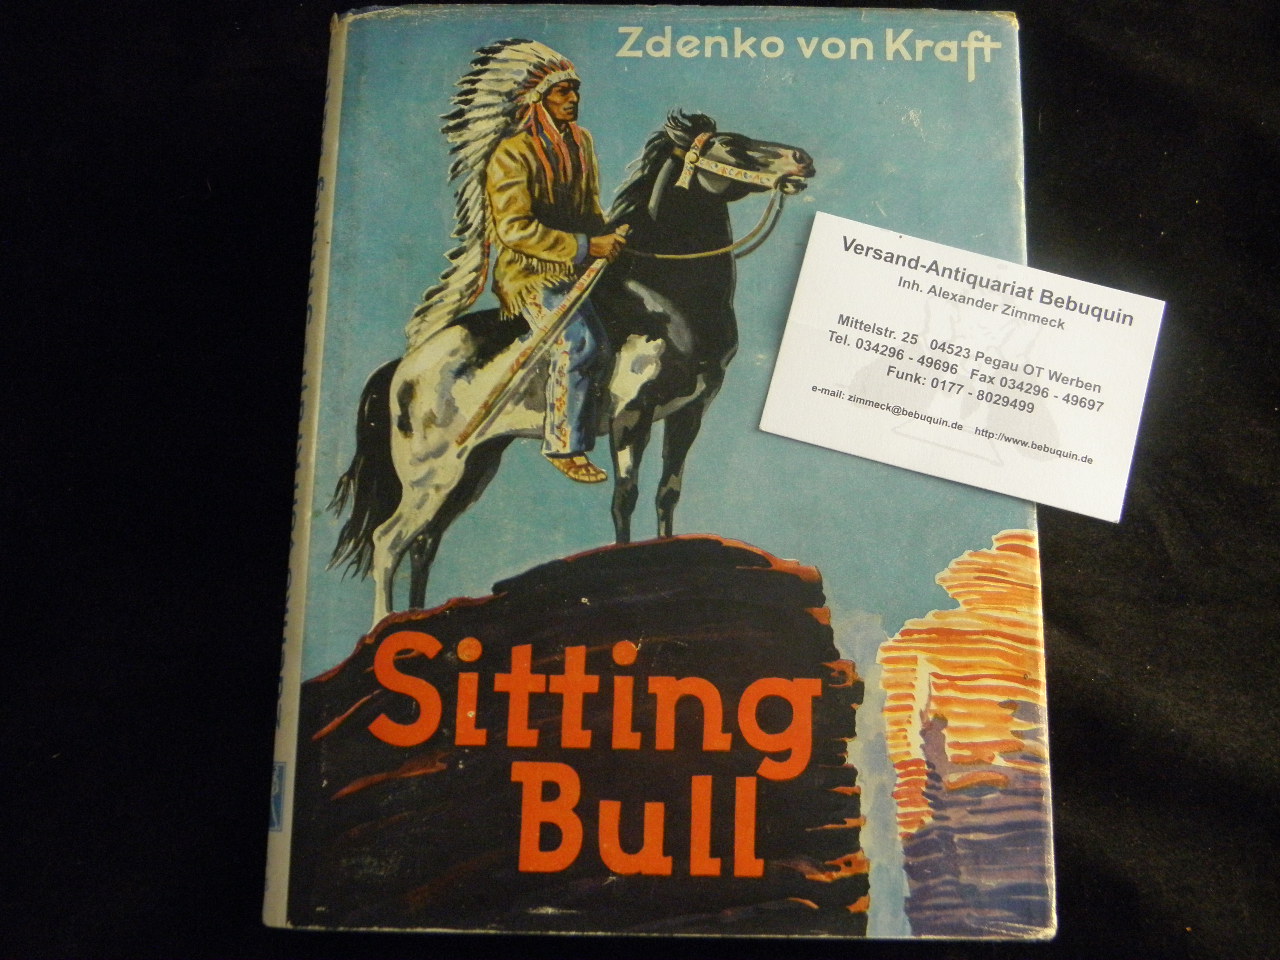 Zdenko von Kraft
Sitting
Bull
Versand-Antiquariat Bebuquin
Inh. Alexander Zimmeck
Mittelstr. 25 04523 Pegau OT Werben
Tel. 034296 - 49696 Fax 034296 - 49697
Funk: 0177 - 8029499
e-mail: zimmeck@bebuquin.de http://www.bebuquin.de